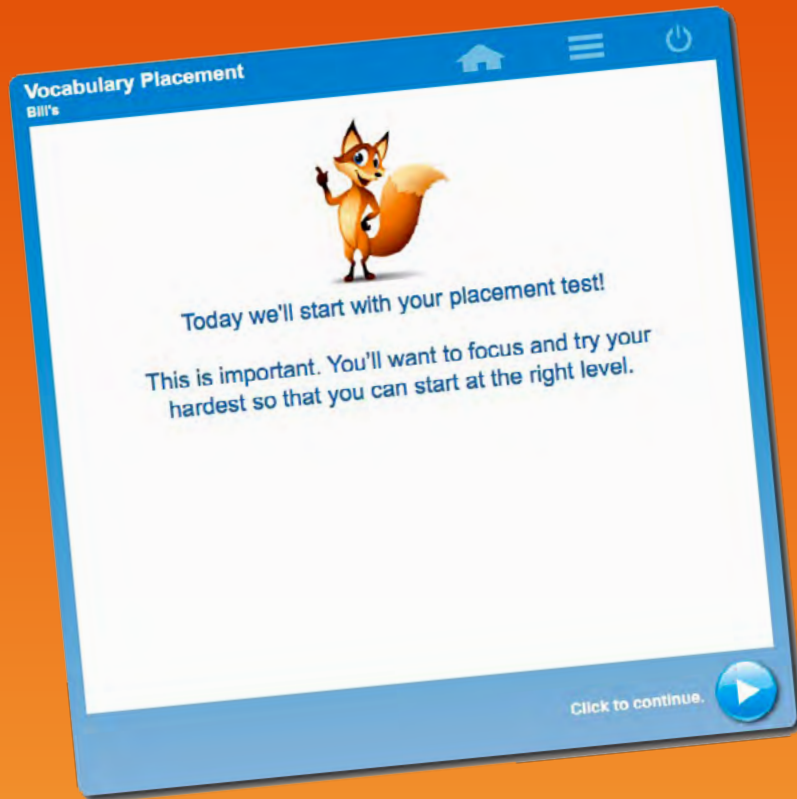 Vocabulary Placement
Bill's
Today we'll start with your placement test!
This is important. You'll want to focus and try your
hardest so that you can start at the right level.
Click to continue.